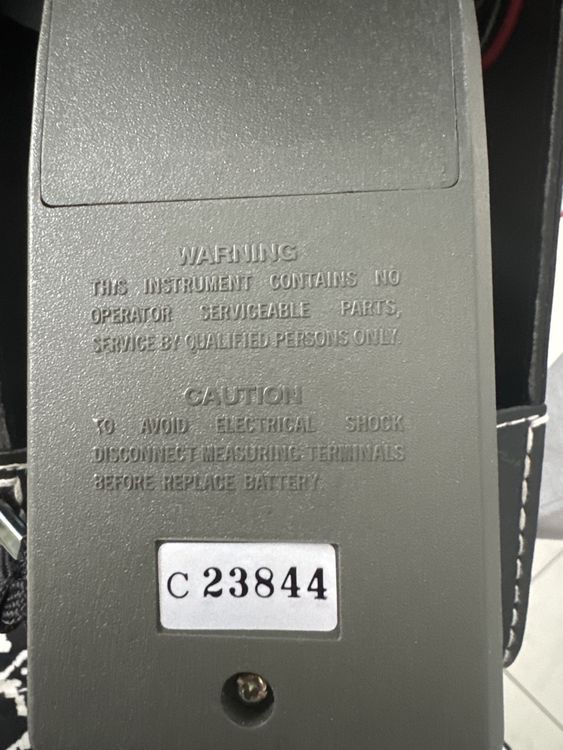 WARNING
THIS INSTRUMENT CONTAINS NO
OPERATOR SERVICEABLE PARTS,
SERVICE BY QUALIFIED PERSONS ONLY.
CAUTION
TO AVOID ELECTRICAL SHOCK
DISCONNECT MEASURING TERMINALS
BEFORE REPLACE BATTERY.
C 23844